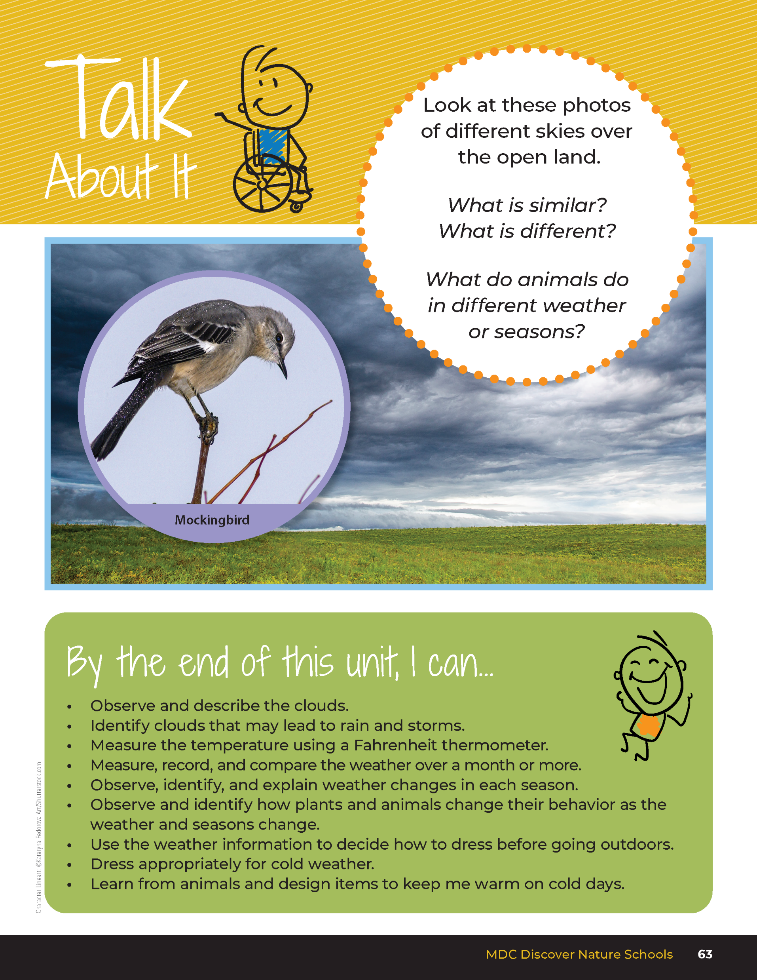 Talk
About It
Look at these photos
of different skies over
the open land.
What is similar?
What is different?
What do animals do
in different weather
or seasons?
Mockingbird
By the end of this unit, I can...
• Observe and describe the clouds.
• Identify clouds that may lead to rain and storms.
• Measure the temperature using a Fahrenheit thermometer.
• Measure, record, and compare the weather over a month or more.
• Observe, identify, and explain weather changes in each season.
• Observe and identify how plants and animals change their behavior as the
weather and seasons change.
• Use the weather information to decide how to dress before going outdoors.
• Dress appropriately for cold weather.
• Learn from animals and design items to keep me warm on cold days.
MDC Discover Nature Schools 63